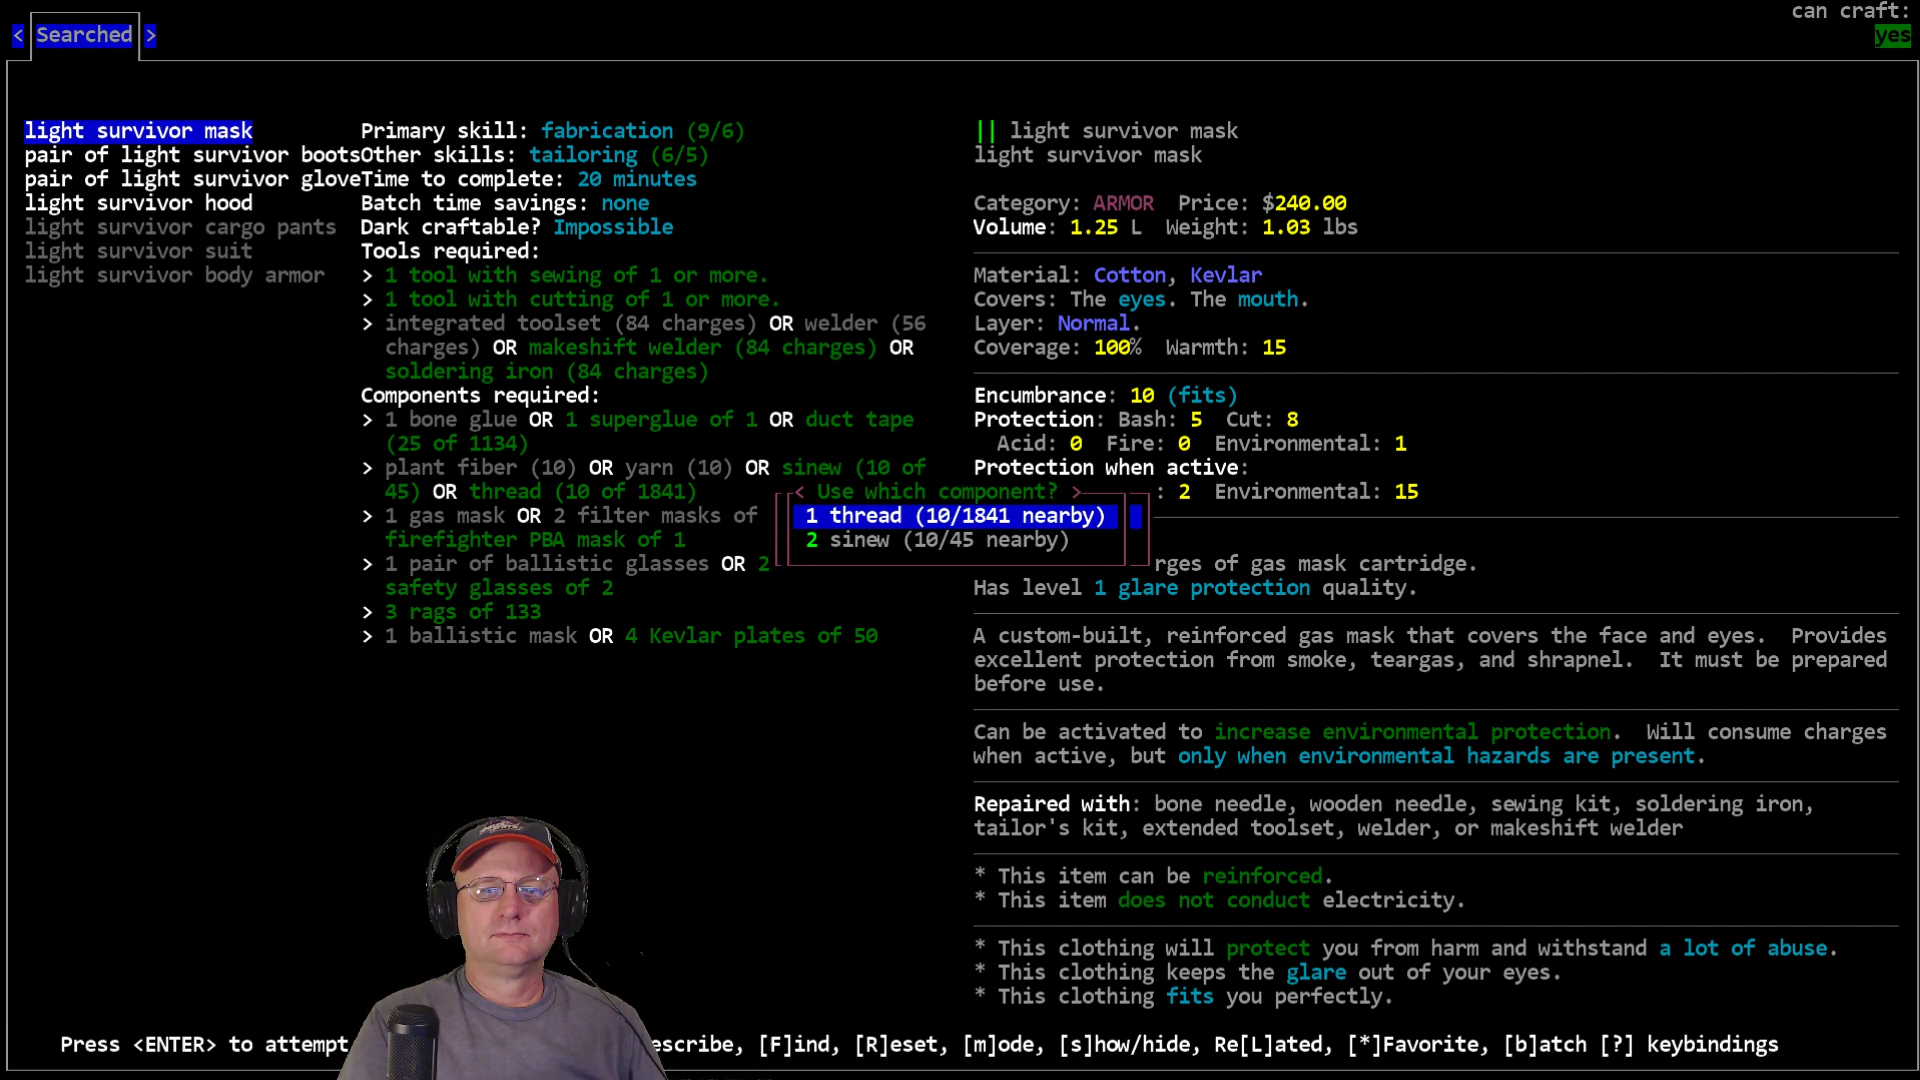 can craft:
< Searched >
yes
light survivor mask
pair of light survivor boots
pair of light survivor glove
light survivor hood
light survivor cargo pants
light survivor suit
light survivor body armor
Primary skill: fabrication (9/6)
Other skills: tailoring (6/5)
Time to complete: 20 minutes
Batch time savings: none
Dark craftable? Impossible
Tools required:
> 1 tool with sewing of 1 or more.
> 1 tool with cutting of 1 or more.
> integrated toolset (84 charges) OR welder (56
charges) OR makeshift welder (84 charges) OR
soldering iron (84 charges)
Components required:
> 1 bone glue OR 1 superglue of 1 OR duct tape
(25 of 1134)
> plant fiber (10) OR yarn (10) OR sinew (10 of
45) OR thread (10 of 1841)
> 1 gas mask OR 2 filter masks of
firefighter PBA mask of 1
> 1 pair of ballistic glasses OR 2
safety glasses of 2
> 3 rags of 133
> 1 ballistic mask OR 4 Kevlar plates of 50
< Use which component? >
1 thread (10/1841 nearby)
2 sinew (10/45 nearby)
|| light survivor mask
light survivor mask
Category: ARMOR Price: $240.00
Volume: 1.25 L Weight: 1.03 lbs
Material: Cotton, Kevlar
Covers: The eyes. The mouth.
Layer: Normal.
Coverage: 100% Warmth: 15
Encumbrance: 10 (fits)
Protection: Bash: 5 Cut: 8
Acid: 0 Fire: 0 Environmental: 1
Protection when active:
: 2 Environmental: 15
rges of gas mask cartridge.
Has level 1 glare protection quality.
A custom-built, reinforced gas mask that covers the face and eyes. Provides
excellent protection from smoke, teargas, and shrapnel. It must be prepared
before use.
Can be activated to increase environmental protection. Will consume charges
when active, but only when environmental hazards are present.
Repaired with: bone needle, wooden needle, sewing kit, soldering iron,
tailor's kit, extended toolset, welder, or makeshift welder
* This item can be reinforced.
* This item does not conduct electricity.
* This clothing will protect you from harm and withstand a lot of abuse.
* This clothing keeps the glare out of your eyes.
* This clothing fits you perfectly.
Press <ENTER> to attempt escribe, [F]ind, [R]eset, [m]ode, [s]how/hide, Re[L]ated, [*]Favorite, [b]atch [?] keybindings